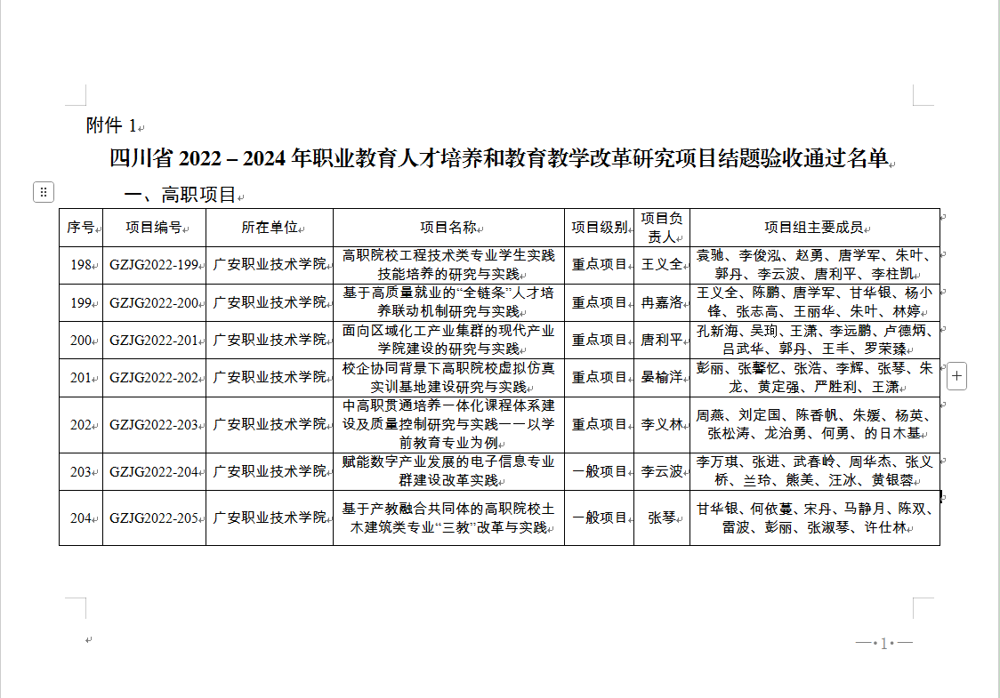 附件 1
四川省 2022－2024 年职业教育人才培养和教育教学改革研究项目结题验收通过名单
一、高职项目
序号 项目编号 所在单位 项目名称 项目级别 项目负责人 项目组主要成员
198 GZJG2022-199 广安职业技术学院 高职院校工程技术类专业学生实践技能培养的研究与实践 重点项目 王义全 袁驰、李俊泓、赵勇、唐学军、朱叶、郭丹、李云波、唐利平、李柱凯
199 GZJG2022-200 广安职业技术学院 基于高质量就业的“全链条”人才培养联动机制研究与实践 重点项目 冉嘉洛 王义全、陈鹏、唐学军、甘华银、杨小锋、张志高、王丽华、朱叶、林婷
200 GZJG2022-201 广安职业技术学院 面向区域化工产业集群的现代产业学院建设的研究与实践 重点项目 唐利平 孔新海、吴珣、王潇、李远鹏、卢德炳、吕武华、郭丹、王丰、罗荣臻
201 GZJG2022-202 广安职业技术学院 校企协同背景下高职院校虚拟仿真实训基地建设研究与实践 重点项目 晏榆洋 彭丽、张馨忆、张浩、李辉、张琴、朱龙、黄定强、严胜利、王潇
202 GZJG2022-203 广安职业技术学院 中高职贯通培养一体化课程体系建设及质量控制研究与实践——以学前教育专业为例 重点项目 李义林 周燕、刘定国、陈香帆、朱媛、杨英、张松涛、龙治勇、何勇、的日木基
203 GZJG2022-204 广安职业技术学院 赋能数字产业发展的电子信息专业群建设改革实践 一般项目 李云波 李万琪、张进、武春岭、周华杰、张义桥、兰玲、熊美、汪冰、黄银蓉
204 GZJG2022-205 广安职业技术学院 基于产教融合共同体的高职院校土木建筑类专业“三教”改革与实践 一般项目 张琴 甘华银、何依蔓、宋丹、马静月、陈双、雷波、彭丽、张淑琴、许仕林
—·1·—